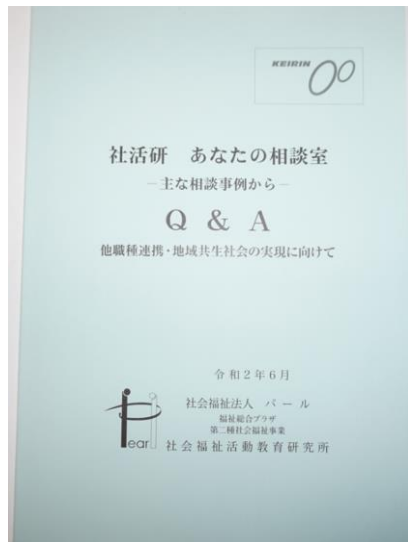 KEIRIN
社活研 あなたの相談室
−主な相談事例から−
Q & A
他職種連携・地域共生社会の実現に向けて
令和2年6月
社会福祉法人 パール
福祉総合プラザ
第二種社会福祉事業
Pearl 社会福祉活動教育研究所